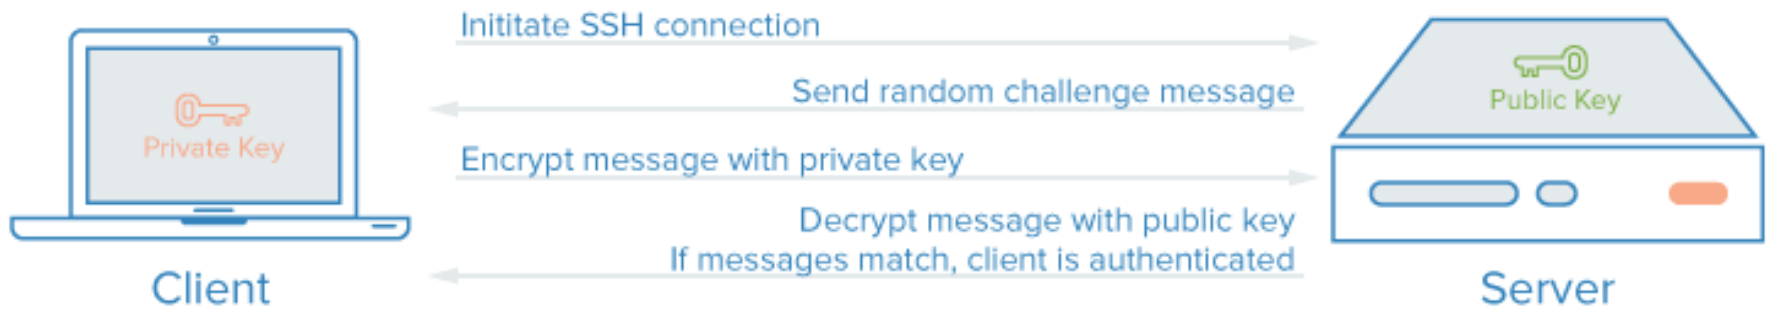 Inititate SSH connection
Send random challenge message
Public Key
Private Key
Encrypt message with private key
Decrypt message with public key
If messages match, client is authenticated
Client
Server